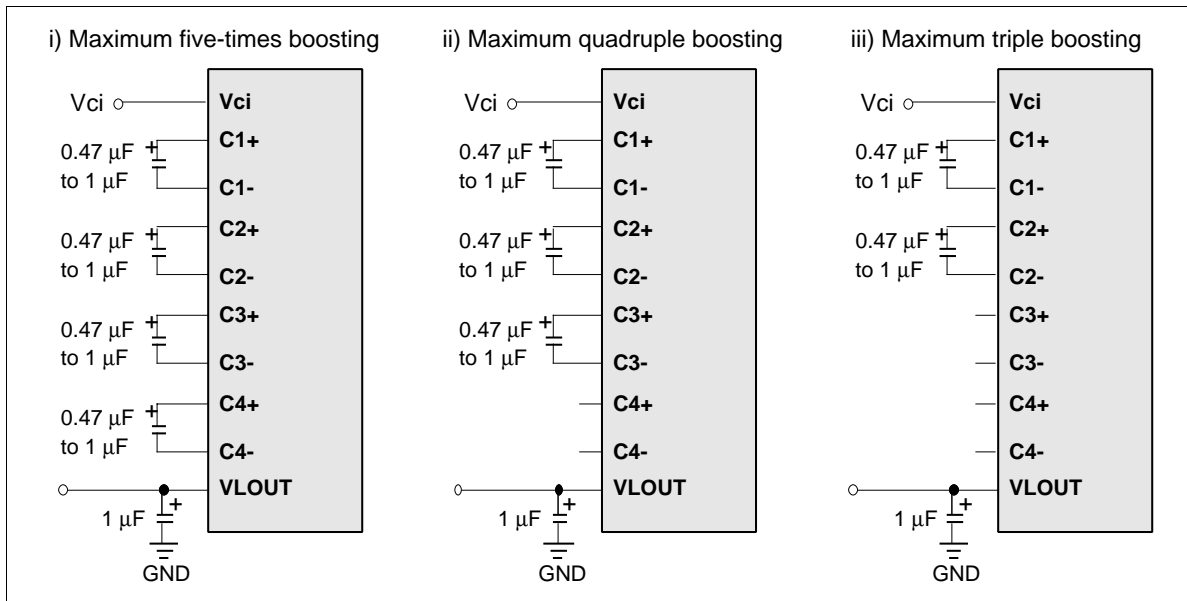 i) Maximum five-times boosting
Vci
Vci
0.47 μF
to 1 μF
+
C1+
C1-
0.47 μF
to 1 μF
+
C2+
C2-
0.47 μF
to 1 μF
+
C3+
C3-
0.47 μF
to 1 μF
+
C4+
C4-
VLOUT
1 μF
+
GND
ii) Maximum quadruple boosting
Vci
Vci
0.47 μF
to 1 μF
+
C1+
C1-
0.47 μF
to 1 μF
+
C2+
C2-
0.47 μF
to 1 μF
+
C3+
C3-
C4+
C4-
VLOUT
1 μF
+
GND
iii) Maximum triple boosting
Vci
Vci
0.47 μF
to 1 μF
+
C1+
C1-
0.47 μF
to 1 μF
+
C2+
C2-
C3+
C3-
C4+
C4-
VLOUT
1 μF
+
GND